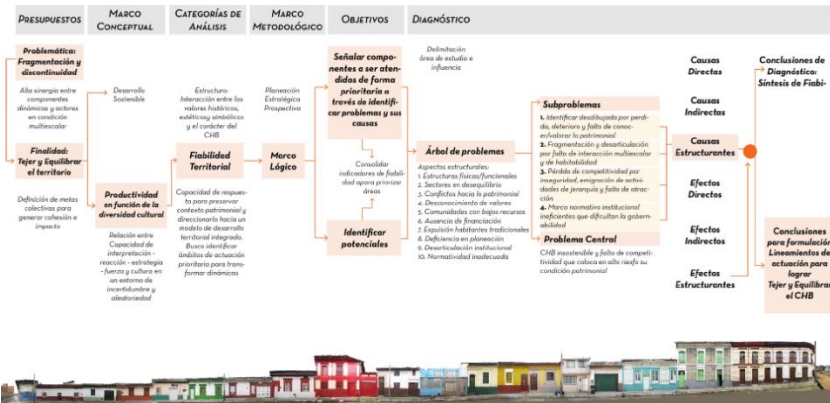 PRESUPUESTOS
MARCO
CONCEPTUAL
CATEGORÍAS DE
ANÁLISIS
MARCO
METODOLÓGICO
OBJETIVOS
DIAGNÓSTICO
Problemática:
Fragmentación y
discontinuidad
Alta sinergia entre
componentes
dinámicos y actores
en condición
multiescalar
Finalidad:
Tejer y Equilibrar
el territorio
Definición de metas
colectivas para
generar cohesión e
impacto
Desarrollo
Sostenible
Productividad
en función de la
diversidad cultural
Relación entre
Capacidad de
interpretación -
reacción - estrategia
- fuerza y cultura en
un entorno de
incertidumbre y
aleatoriedad
Estructura:
Interacción entre los
valores históricos,
estéticos y simbólicos
y el carácter del
CHB
Fiabilidad
Territorial
Capacidad de respues-
ta para preservar
contexto patrimonial y
direccionarlo hacia un
modelo de desarrollo
territorial integrado.
Busca identificar
ámbitos de actuación
prioritaria para trans-
formar dinámicas
Planeación
Estratégica
Prospectiva
Marco
Lógico
Señalar compo-
nentes a ser aten-
didos de forma
prioritaria a
través de identifi-
car problemas y sus
causas
Consolidar
indicadores de fiabili-
dad apara priorizar
áreas
Identificar
potenciales
Delimitación
área de estudio e
influencia
Árbol de problemas
Aspectos estructurales:
1. Estructuras físicas/funcionales
2. Sectores en desequilibrio
3. Conflictos hacia lo patrimonial
4. Desconocimiento de valores
5. Comunidades con bajos recursos
6. Ausencia de financiación
7. Expulsión habitantes tradicionales
8. Deficiencia en planeación
9. Desarticulación institucional
10. Normatividad inadecuada
Subproblemas
1. Identificar desdibujada por perdi-
da, deterioro y falta de conoc-
er/valorar lo patrimonial
2. Fragmentación y desarticulación
por falta de interacción multiescalar
y de habitabilidad
3. Pérdida de competitividad por
inseguridad, emigración de activi-
dades de jerarquía y falta de atrac-
ción
4. Marco normativo institucional
ineficientes que dificultan la gobern-
abilidad
Problema Central
CHB insostenible y falto de competi-
tividad que coloca en alto riesfo su
condición patrimonial
Causas
Directas
Causas
Indirectas
Causas
Estructurantes
Efectos
Directos
Efectos
Indirectos
Efectos
Estructurantes
Conclusiones de
Diagnóstico:
Síntesis de Fiabi-
Conclusiones
para formulación
Lineamientos de
actuación para
lograr
Tejer y Equilibrar
el CHB